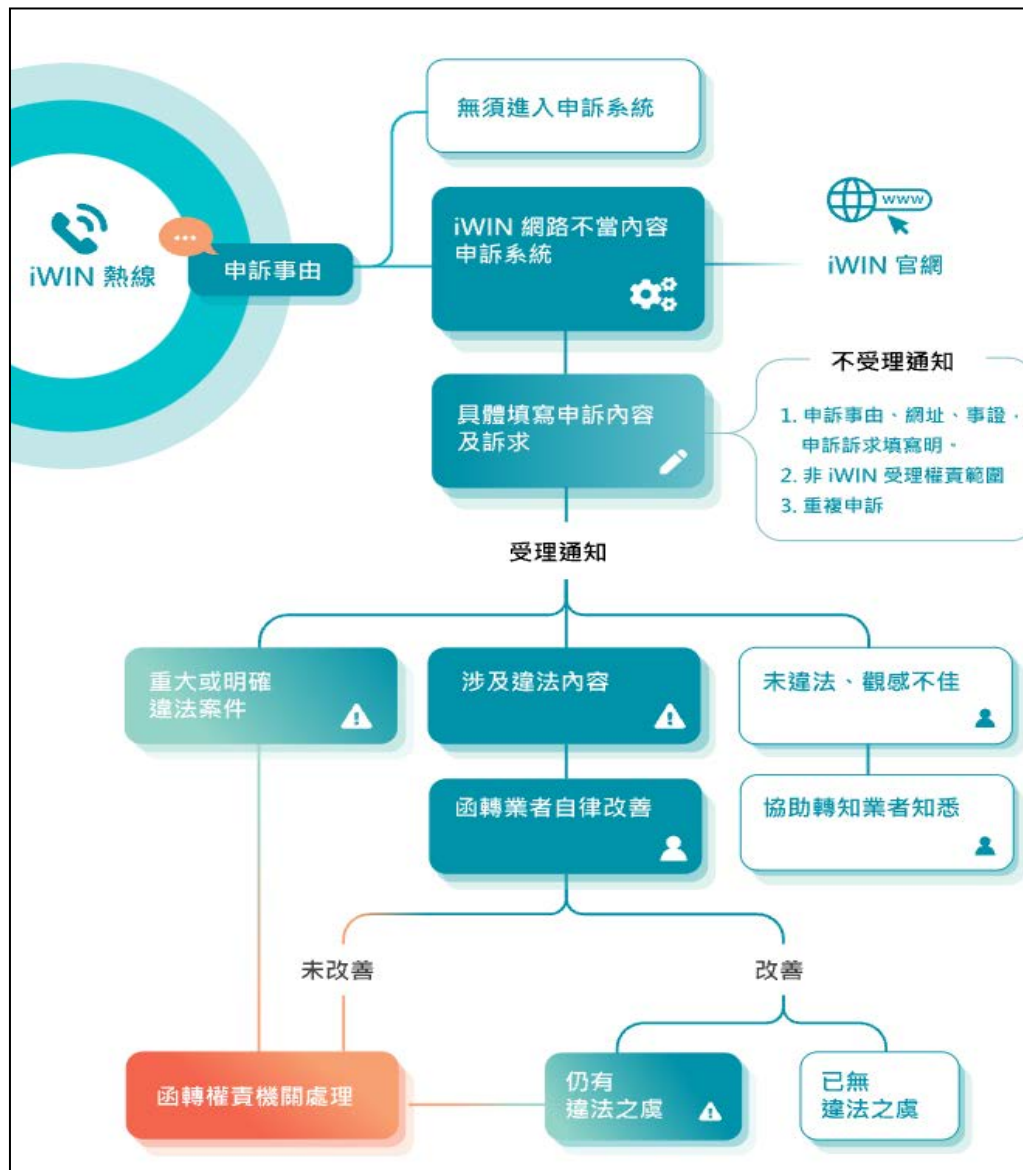 無須進入申訴系統
iWIN 熱線
...
申訴事由
iWIN 網路不當內容
申訴系統
www
iWIN 官網
具體填寫申訴內容
及訴求
不受理通知
1. 申訴事由、網址、事證，
申訴訴求填寫明。
2. 非 iWIN 受理權責範圍
3. 重複申訴
受理通知
重大或明確
違法案件
涉及違法內容
未違法、觀感不佳
函轉業者自律改善
協助轉知業者知悉
未改善
改善
函轉權責機關處理
仍有
違法之虞
已無
違法之虞